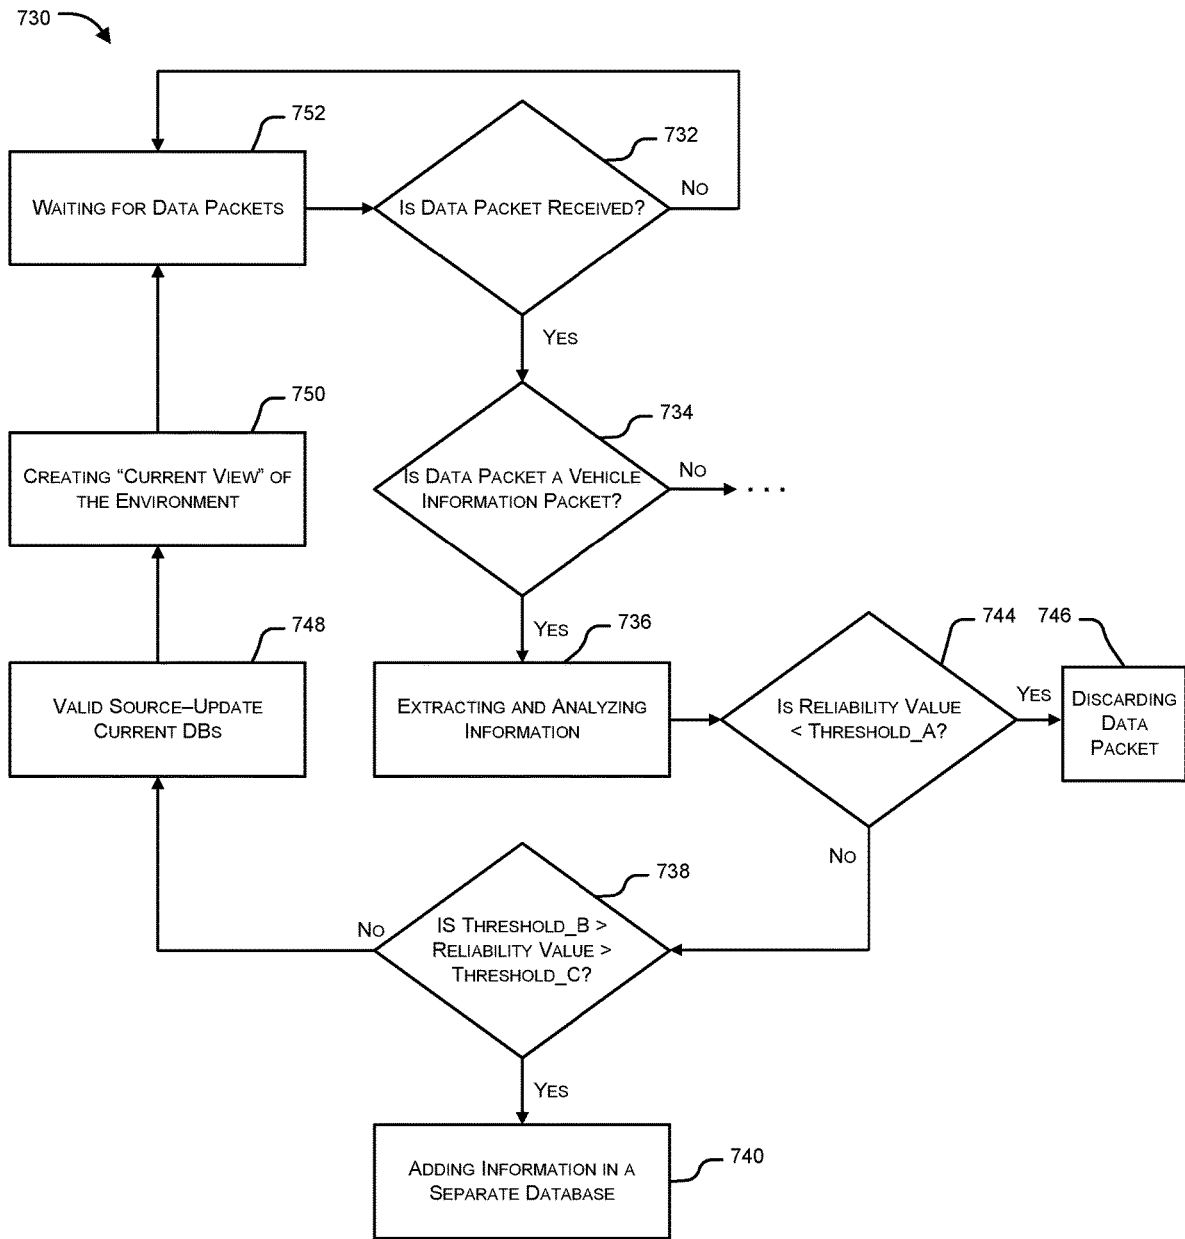 730
752
732
WAITING FOR DATA PACKETS
IS DATA PACKET RECEIVED?
NO
YES
750
734
CREATING “CURRENT VIEW” OF
THE ENVIRONMENT
IS DATA PACKET A VEHICLE
INFORMATION PACKET?
NO
. . .
YES
748
736
744
746
VALID SOURCE–UPDATE
CURRENT DBS
EXTRACTING AND ANALYZING
INFORMATION
IS RELIABILITY VALUE
< THRESHOLD_A?
YES
DISCARDING
DATA
PACKET
NO
738
NO
IS THRESHOLD_B >
RELIABILITY VALUE >
THRESHOLD_C?
YES
740
ADDING INFORMATION IN A
SEPARATE DATABASE